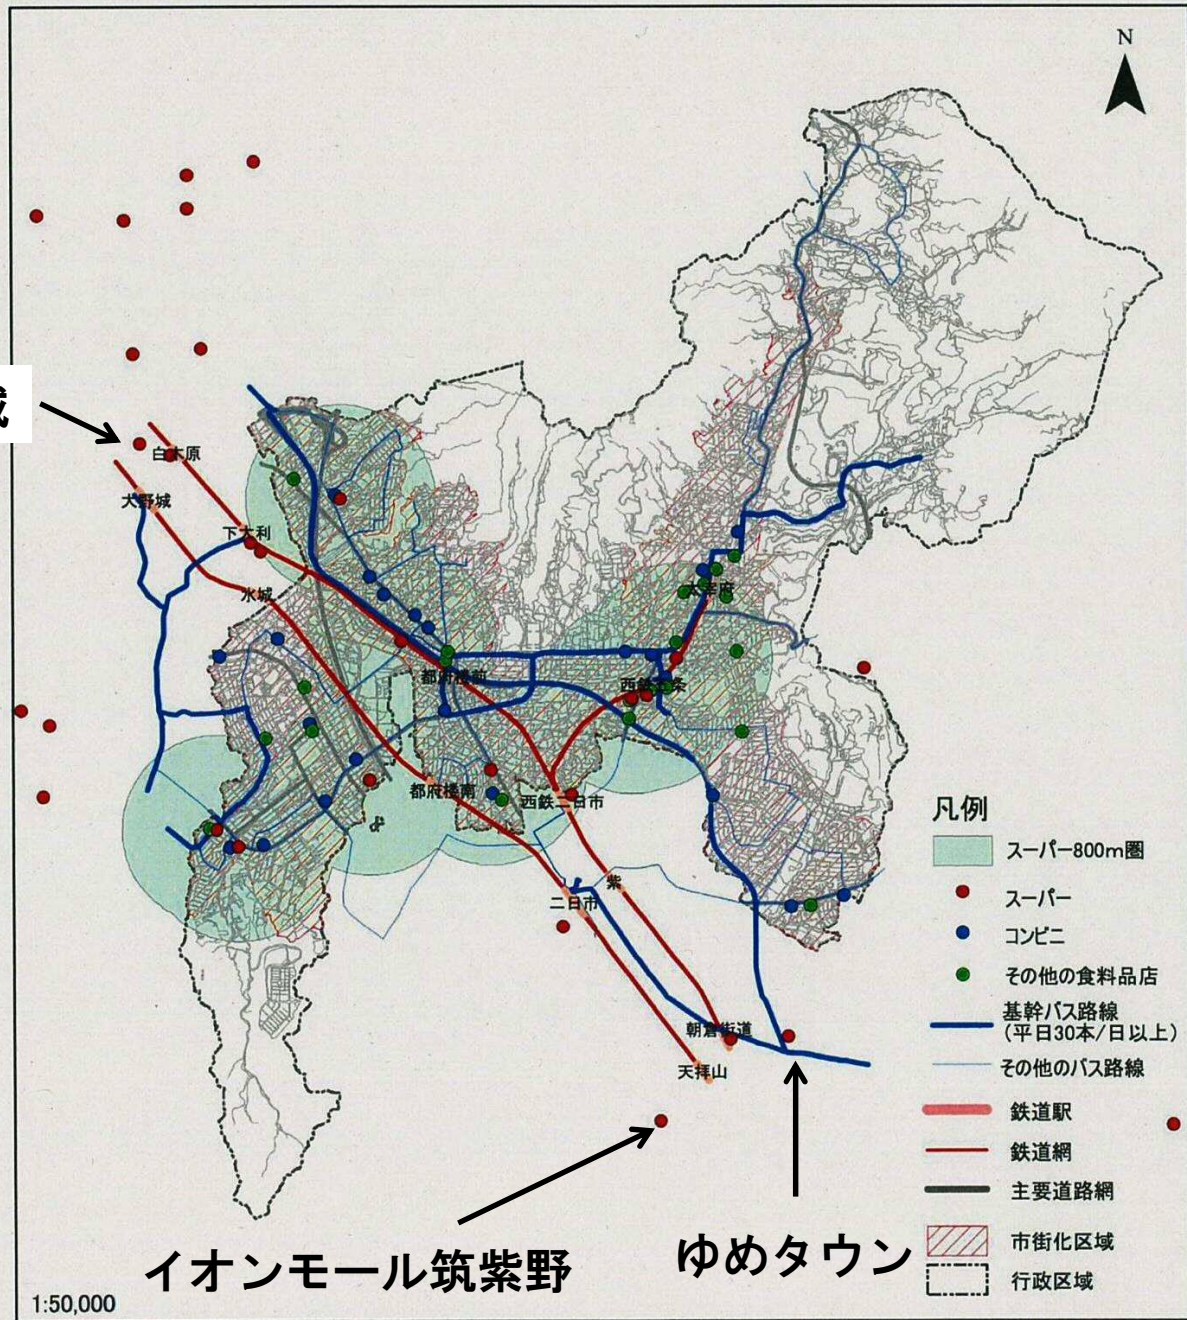 N
城
白木原
大野城
下大利
水城
太宰府
都府楼前
西鉄五条
都府楼南
西鉄二日市
紫
二日市
朝倉街道
天拝山
凡例
スーパー800m圏
スーパー
コンビニ
その他の食料品店
基幹バス路線
(平日30本/日以上)
その他のバス路線
鉄道駅
鉄道網
主要道路網
市街化区域
行政区域
イオンモール筑紫野
ゆめタウン
1:50,000